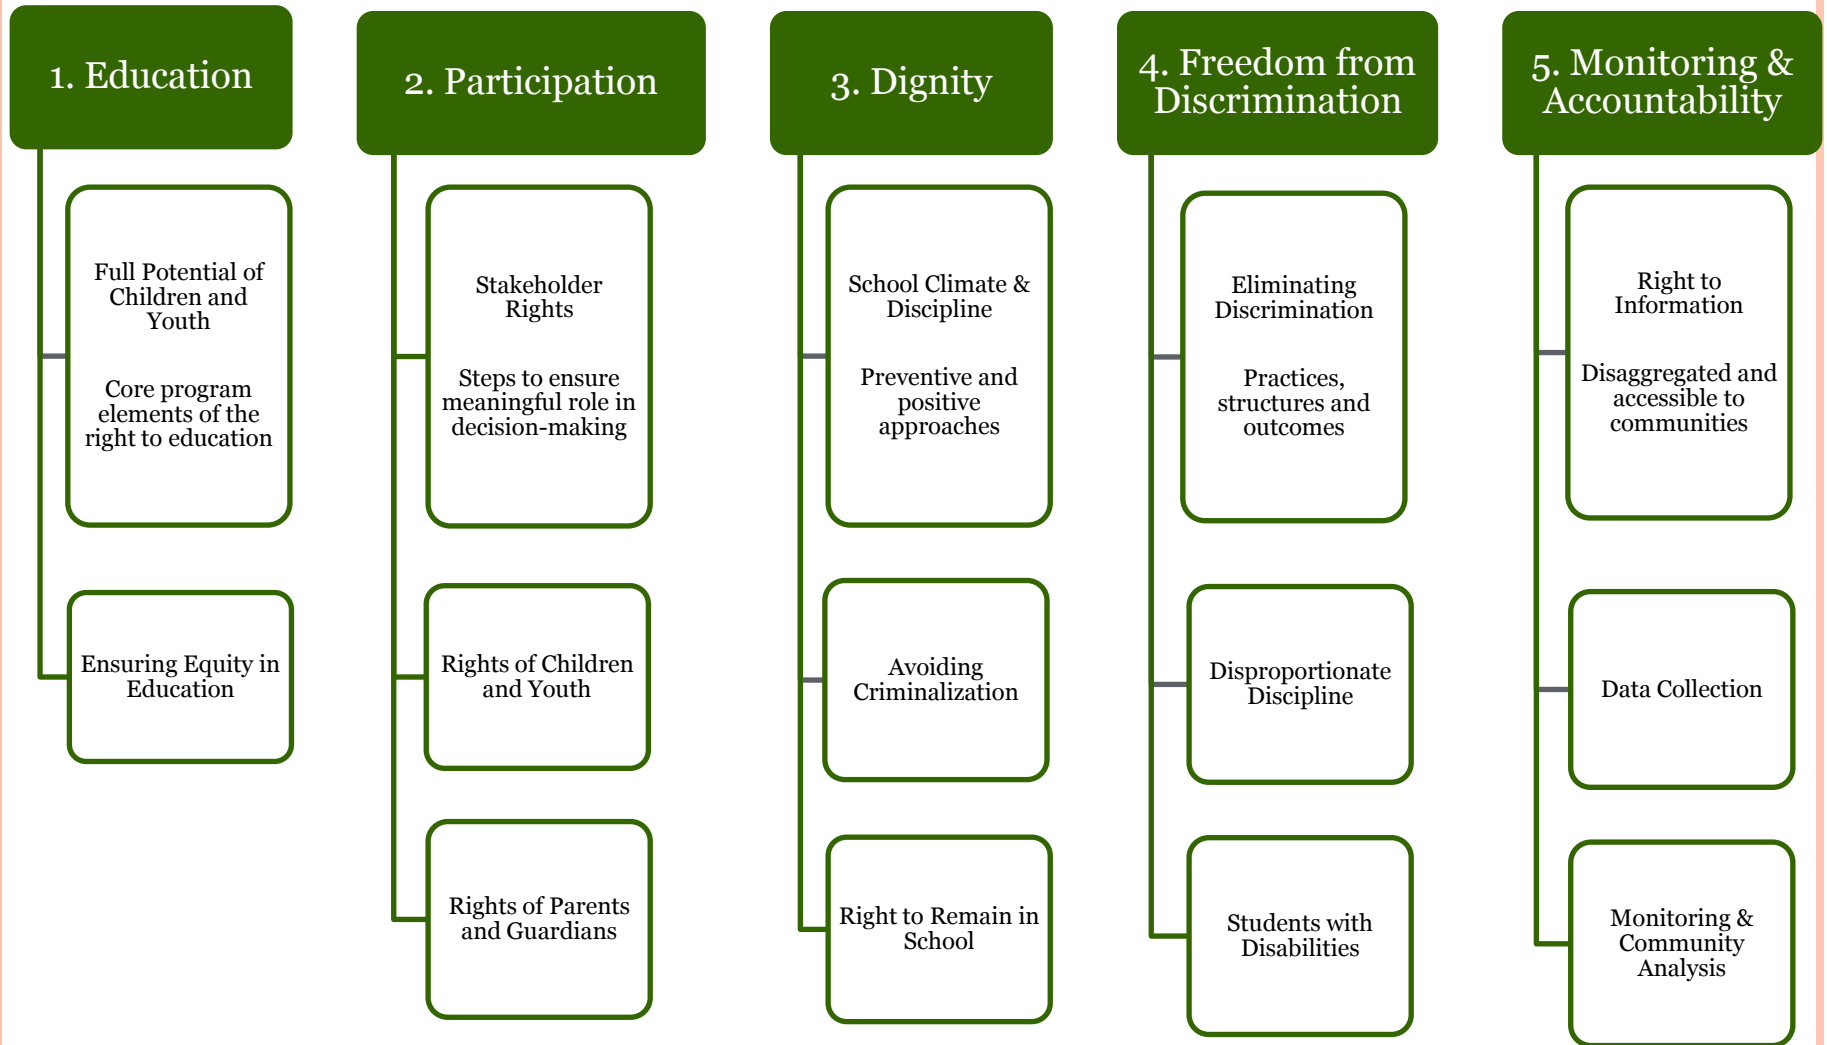 1. Education
Full Potential of
Children and
Youth
Core program
elements of the
right to education
Ensuring Equity in
Education
2. Participation
Stakeholder
Rights
Steps to ensure
meaningful role in
decision-making
Rights of Children
and Youth
Rights of Parents
and Guardians
3. Dignity
School Climate &
Discipline
Preventive and
positive
approaches
Avoiding
Criminalization
Right to Remain in
School
4. Freedom from
Discrimination
Eliminating
Discrimination
Practices,
structures and
outcomes
Disproportionate
Discipline
Students with
Disabilities
5. Monitoring &
Accountability
Right to
Information
Disaggregated and
accessible to
communities
Data Collection
Monitoring &
Community
Analysis